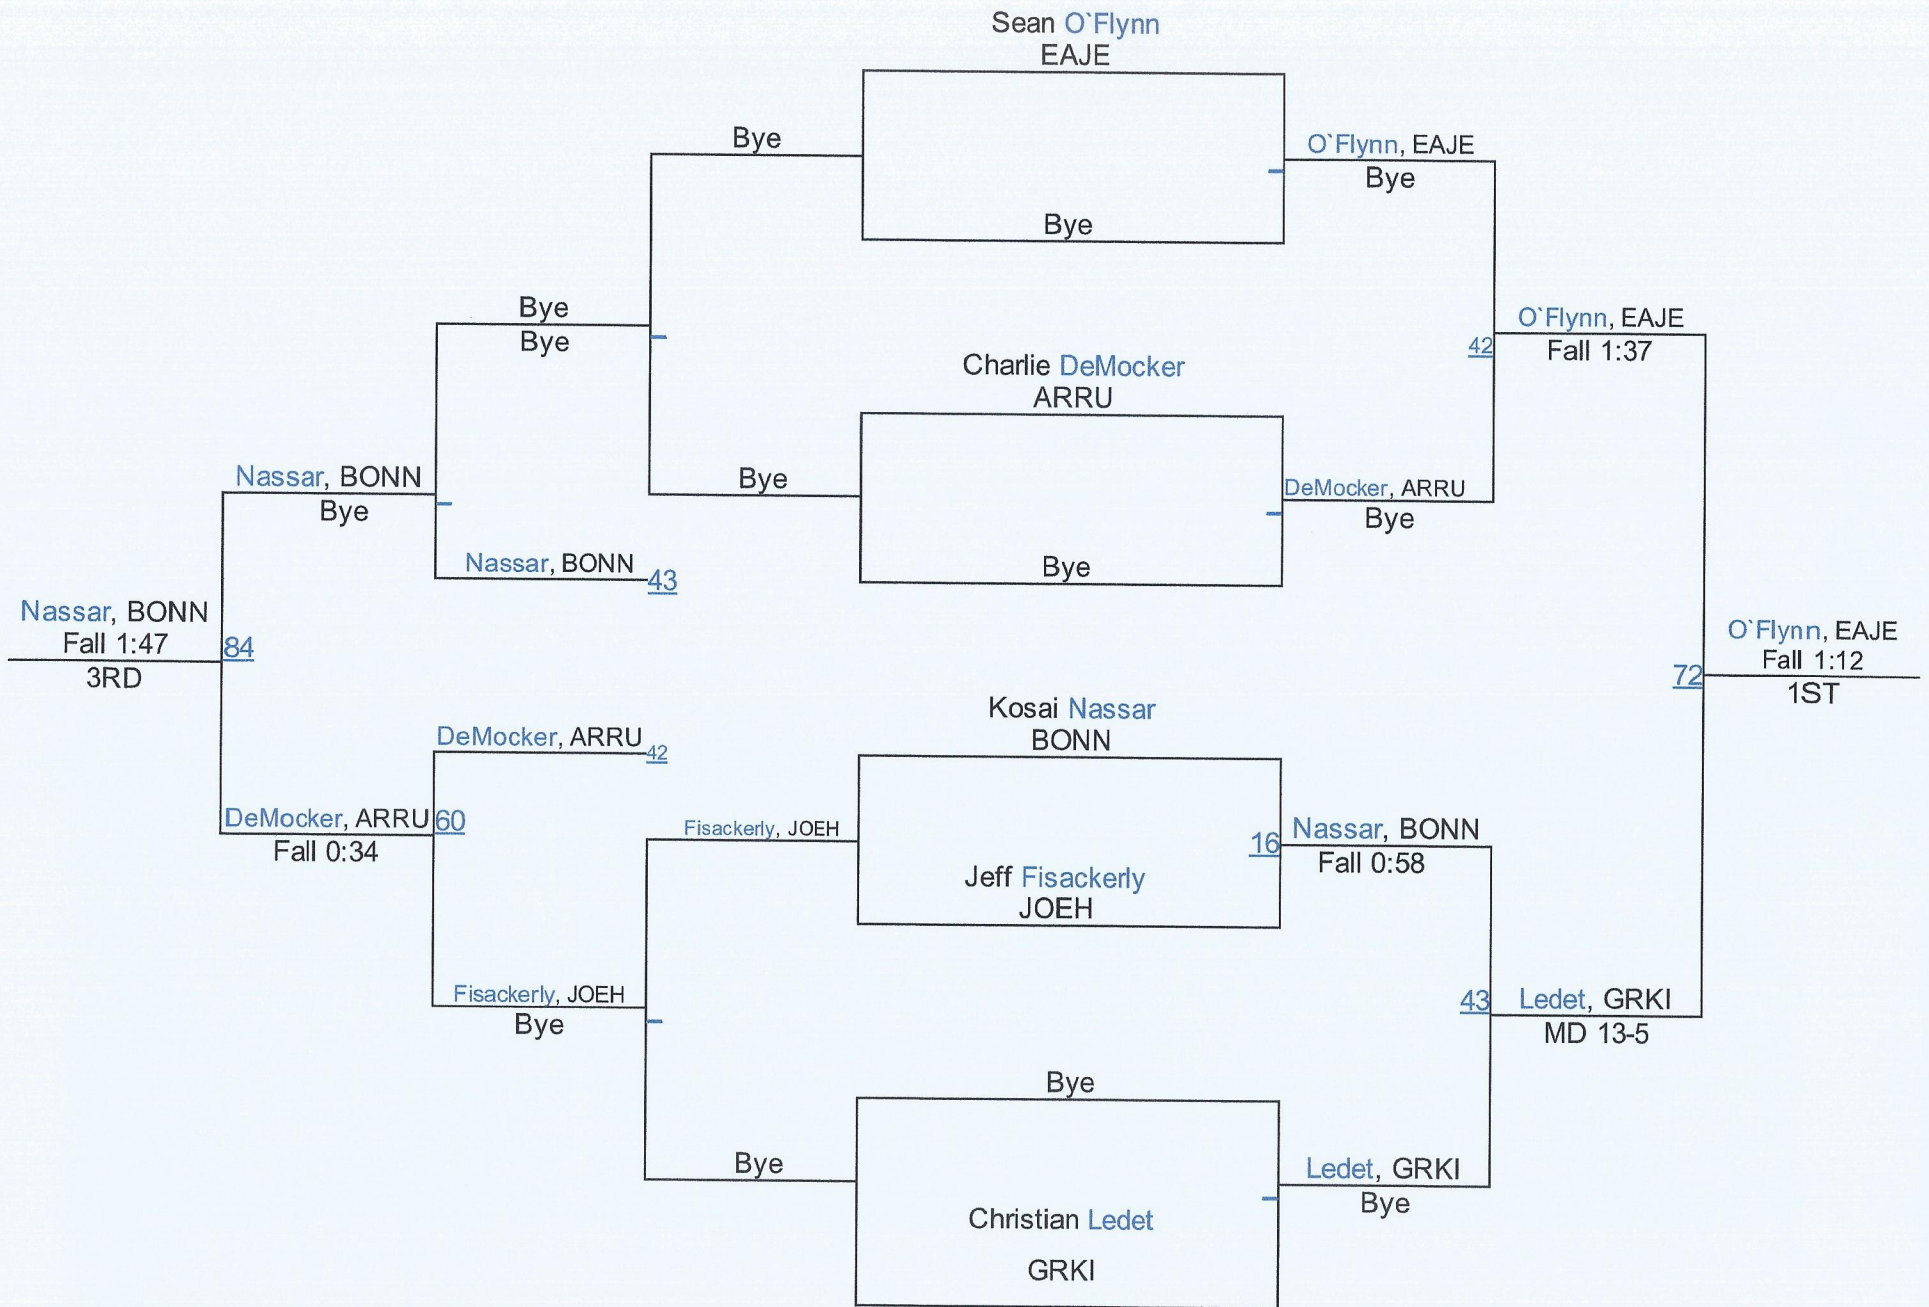 Sean O`Flynn
EAJE
Bye
O`Flynn, EAJE
Bye
Bye
Bye
Bye
O`Flynn, EAJE
42
Fall 1:37
Charlie DeMocker
ARRU
Nassar, BONN
Bye
Bye
DeMocker, ARRU
Bye
Nassar, BONN
43
Bye
Nassar, BONN
Fall 1:47
84
3RD
O`Flynn, EAJE
Fall 1:12
72
1ST
Kosai Nassar
BONN
DeMocker, ARRU
42
DeMocker, ARRU
60
Fall 0:34
Fisackerly, JOEH
16
Nassar, BONN
Fall 0:58
Jeff Fisackerly
JOEH
Fisackerly, JOEH
Bye
43
Ledet, GRKI
MD 13-5
Bye
Bye
Ledet, GRKI
Bye
Christian Ledet
GRKI